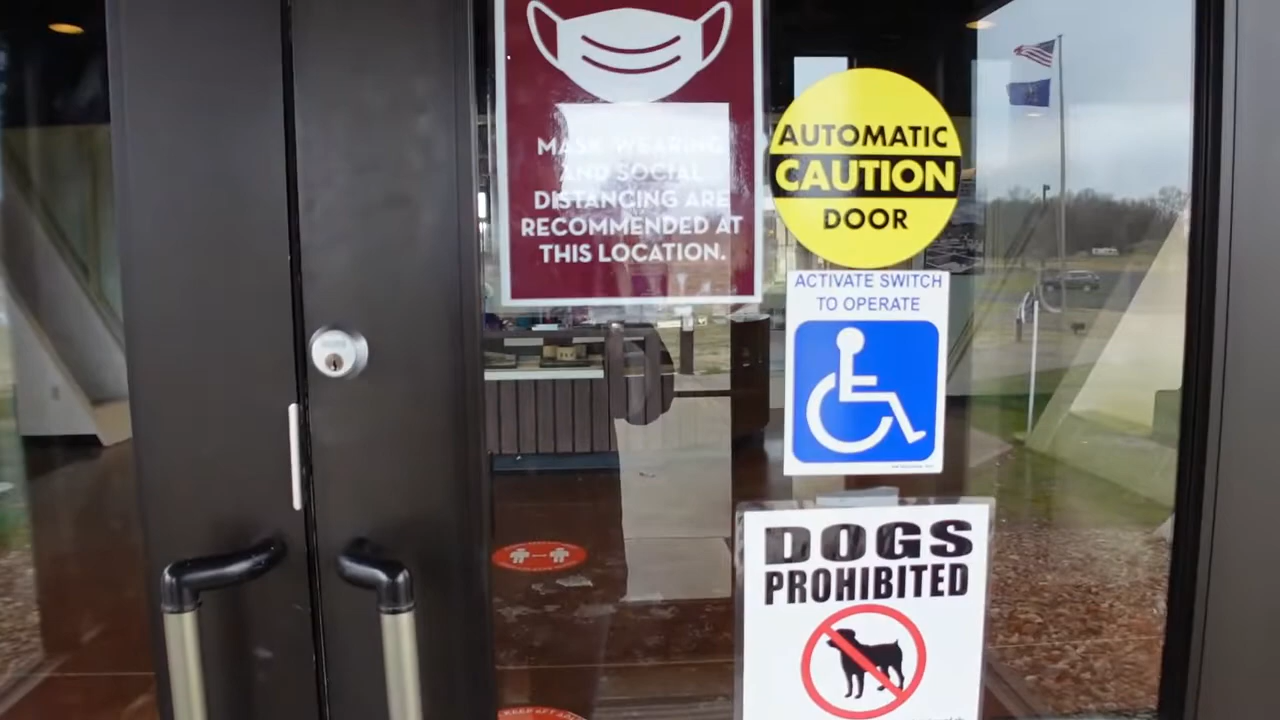 MASK WEARING
AND SOCIAL
DISTANCING ARE
RECOMMENDED AT
THIS LOCATION.
AUTOMATIC
CAUTION
DOOR
ACTIVATE SWITCH
TO OPERATE
DOGS
PROHIBITED